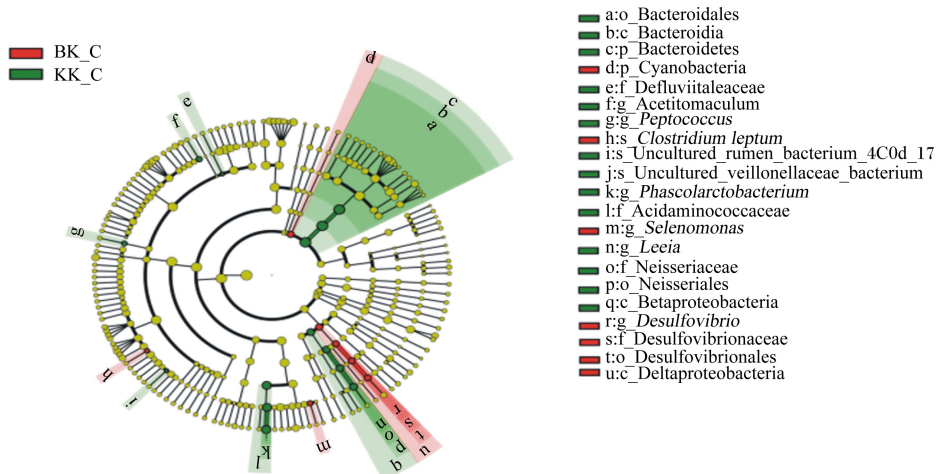 BK_C
KK_C
a:o_Bacteroidales
b:c_Bacteroidia
c:p_Bacteroidetes
d:p_Cyanobacteria
e:f_Defluviitaleaceae
f:g_Acetitomaculum
g:g_Peptococcus
h:s_Clostridium leptum
i:s_Uncultured_rumen_bacterium_4C0d_17
j:s_Uncultured_veillonellaceae_bacterium
k:g_Phascolarctobacterium
l:f_Acidaminococcaceae
m:g_Selenomonas
n:g_Leeia
o:f_Neisseriaceae
p:o_Neisseriales
q:c_Betaproteobacteria
r:g_Desulfovibrio
s:f_Desulfovibrionaceae
t:o_Desulfovibrionales
u:c_Deltaproteobacteria
d
c
b
a
e
f
g
h
i
l
k
m
n
o
p
q
r
s
t
u